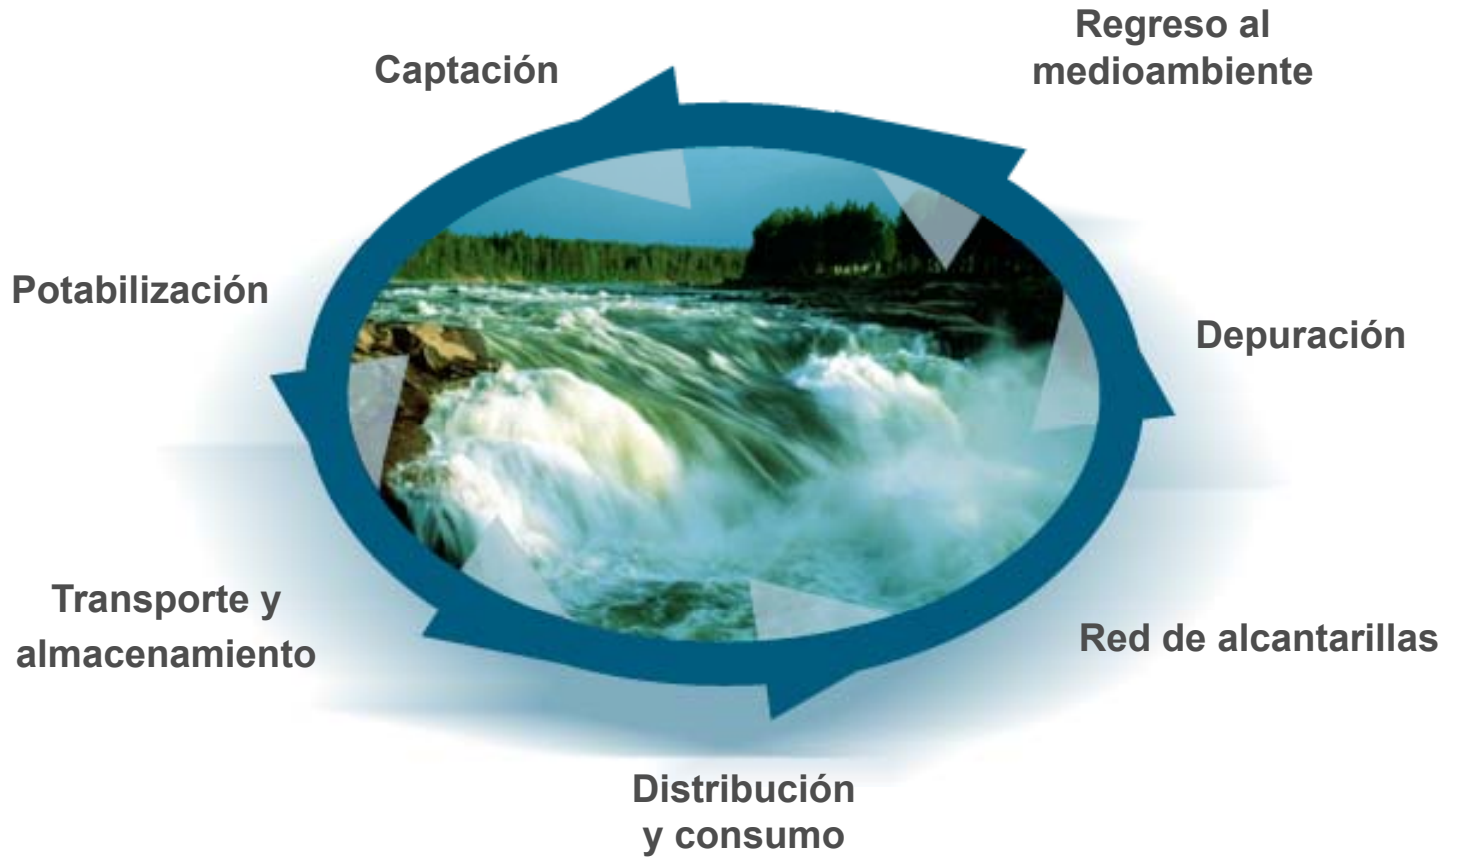 Regreso al
medioambiente
Captación
Potabilización
Depuración
Transporte y
almacenamiento
Red de alcantarillas
Distribución
y consumo